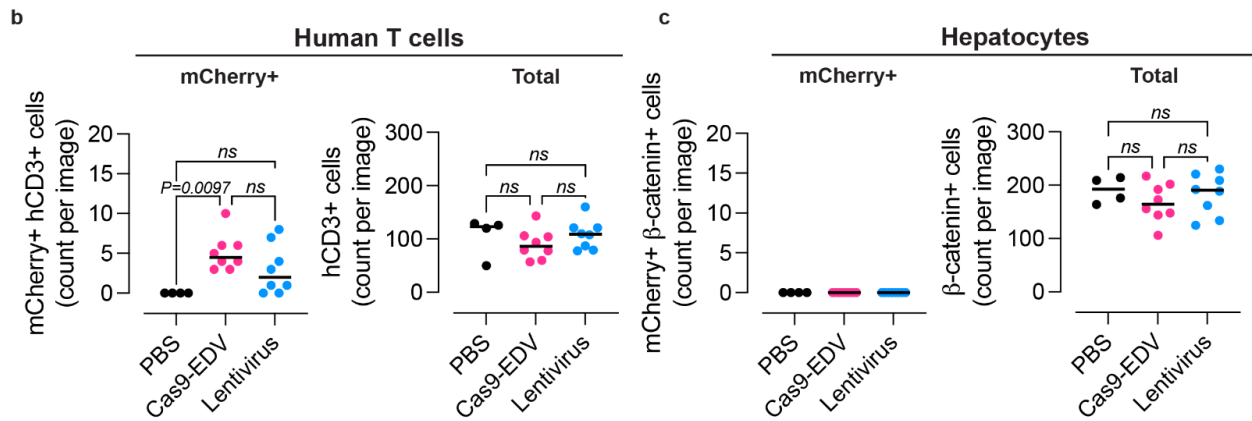 b
Human T cells
mCherry+
mCherry+ hCD3+ cells
(count per image)
20
15
10
5
0
ns
P=0.0097
ns
PBS
Cas9-EDV
Lentivirus
Total
hCD3+ cells
(count per image)
300
200
100
0
ns
ns
ns
PBS
Cas9-EDV
Lentivirus
c
Hepatocytes
mCherry+
mCherry+ β-catenin+ cells
(count per image)
20
15
10
5
0
PBS
Cas9-EDV
Lentivirus
Total
β-catenin+ cells
(count per image)
300
200
100
0
ns
ns
ns
PBS
Cas9-EDV
Lentivirus